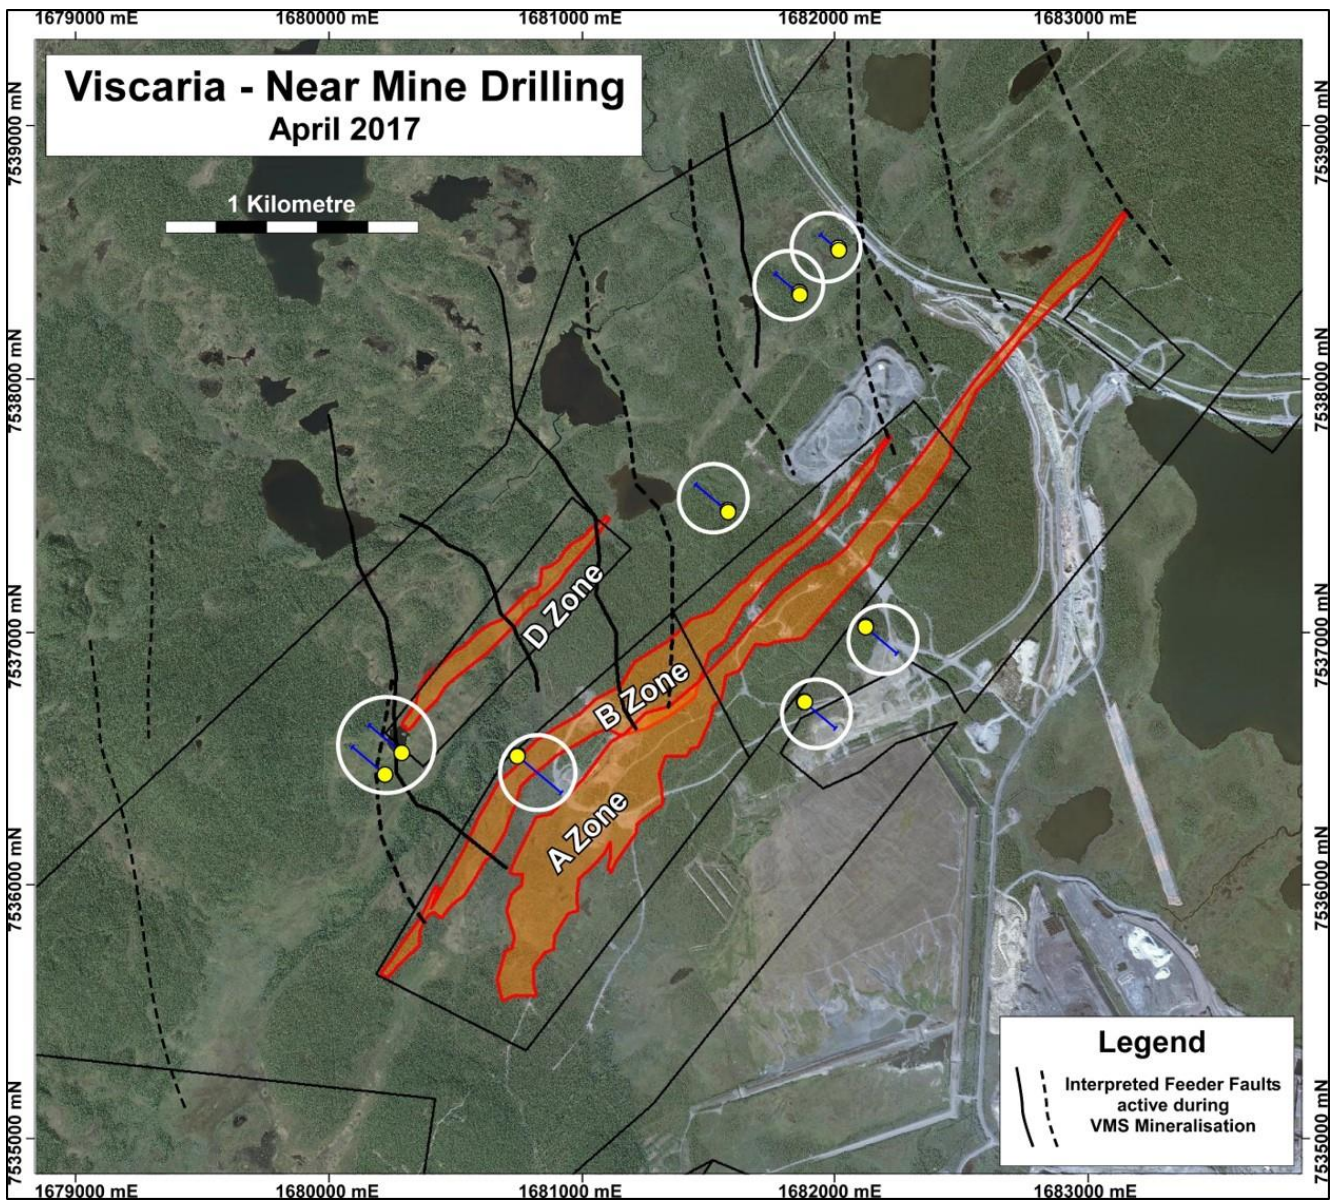 1679000 mE 1680000 mE 1681000 mE 1682000 mE 1683000 mE
Viscaria - Near Mine Drilling
April 2017
7539000 mN 7539000 mN
1 Kilometre
7538000 mN 7538000 mN
D Zone
7537000 mN 7537000 mN
B Zone
A Zone
7536000 mN 7536000 mN
Legend
Interpreted Feeder Faults
active during
VMS Mineralisation
7535000 mN 7535000 mN
1679000 mE 1680000 mE 1681000 mE 1682000 mE 1683000 mE